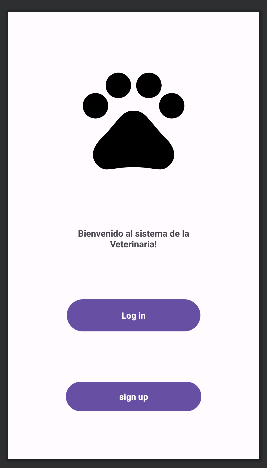 Bienvenido al sistema de la
Veterinaria!
Log in
sign up